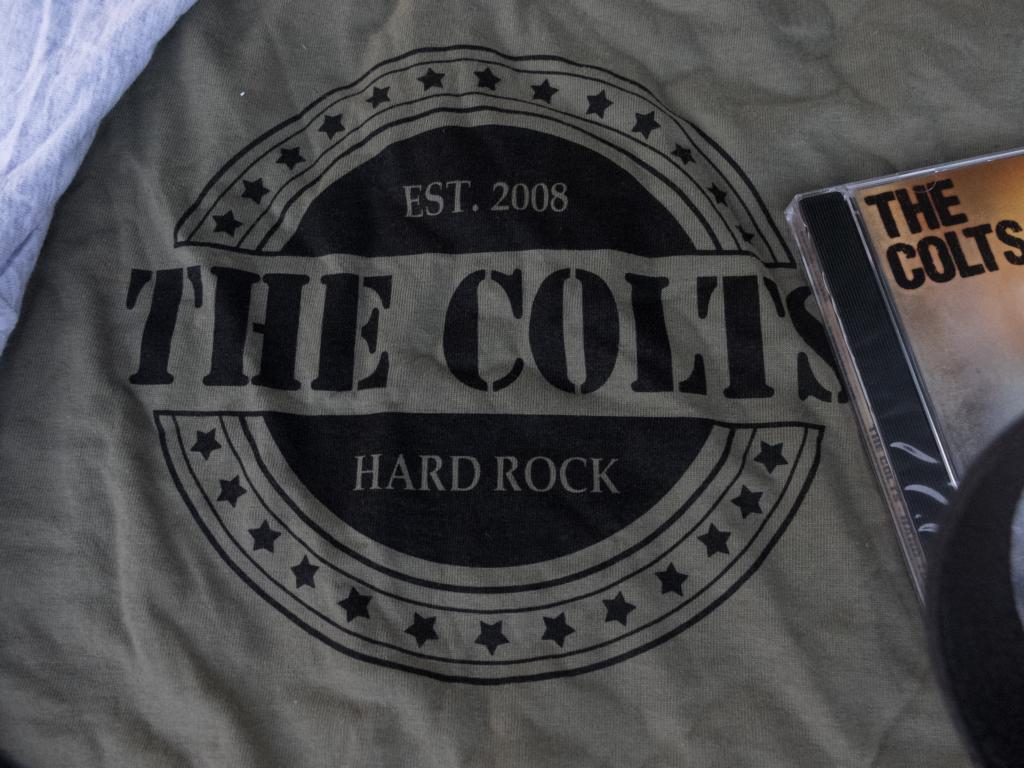 EST. 2008
THE COLTS
HARD ROCK
THE
COLTS